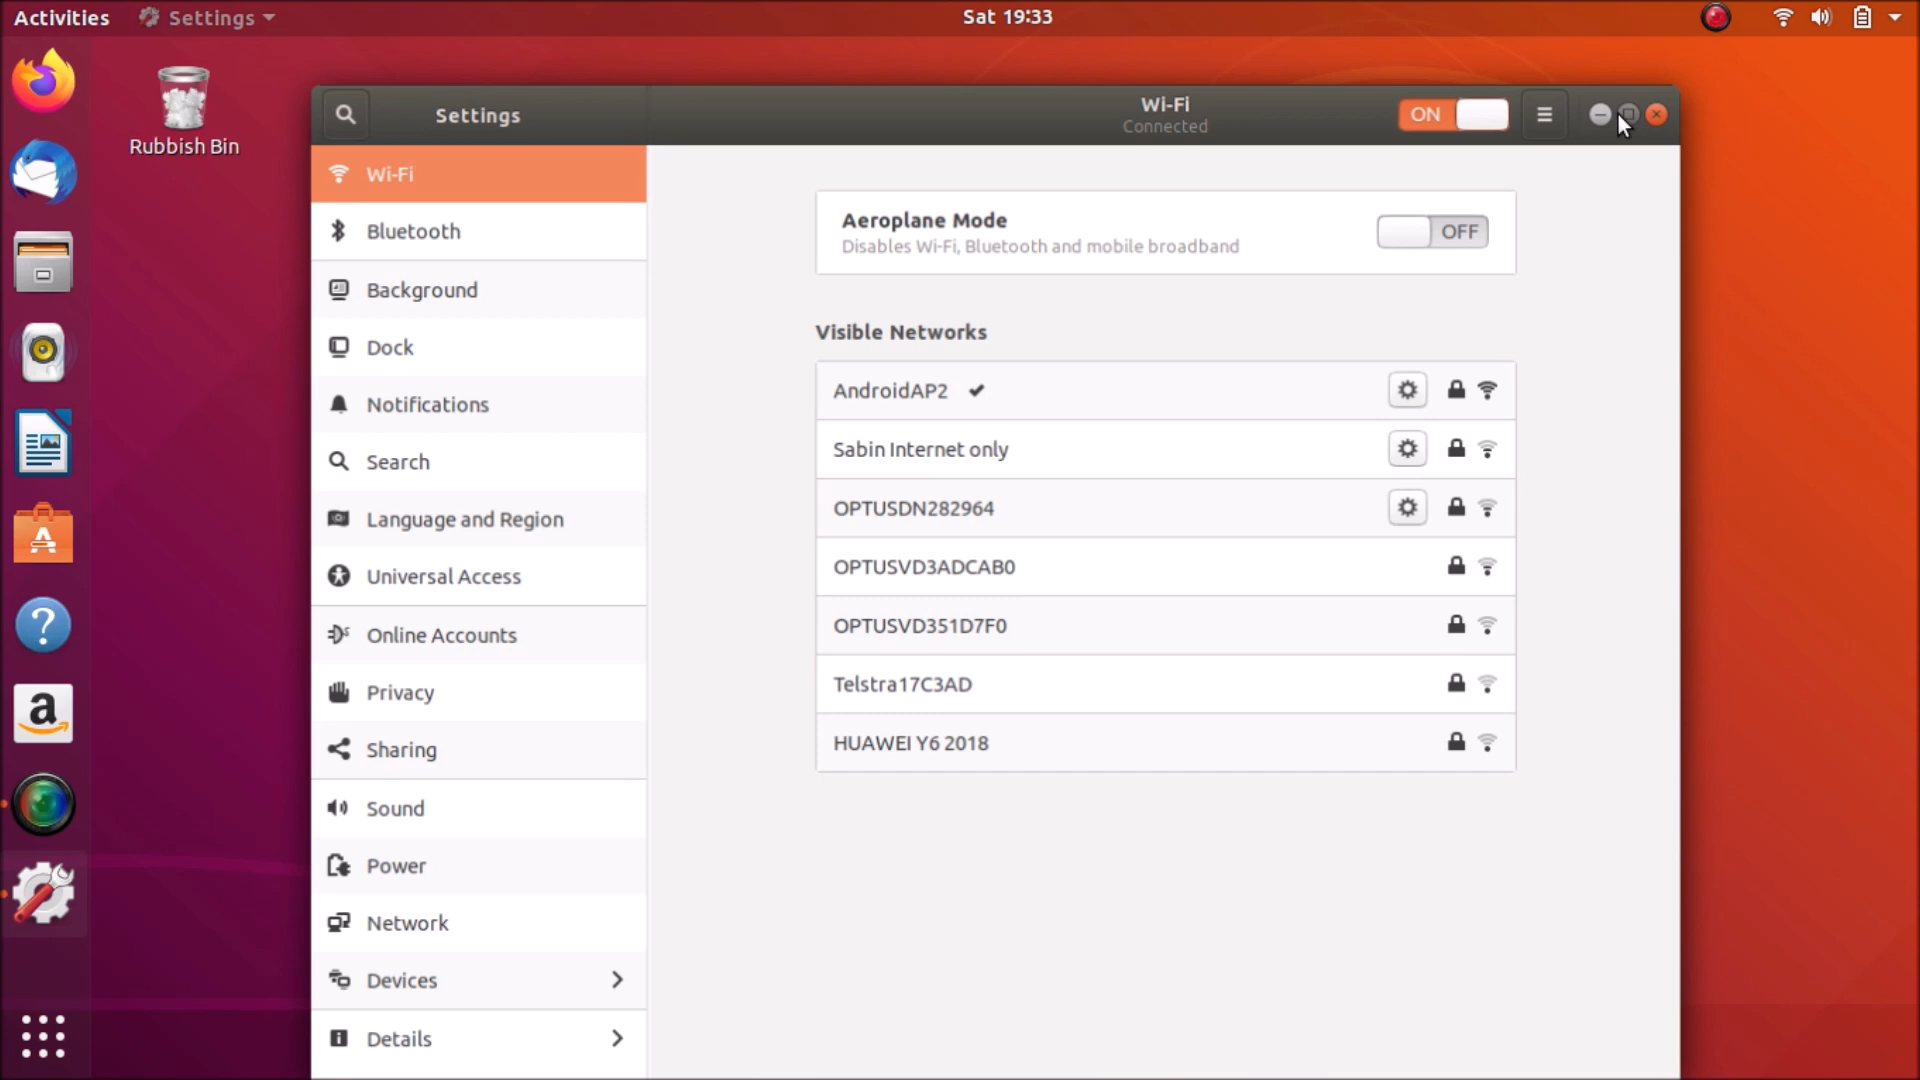 Activities
Settings
Sat 19:33
Rubbish Bin
Settings
Wi-Fi
Connected
ON
Wi-Fi
Bluetooth
Background
Dock
Notifications
Search
Language and Region
Universal Access
Online Accounts
Privacy
Sharing
Sound
Power
Network
Devices
Details
Aeroplane Mode
Disables Wi-Fi, Bluetooth and mobile broadband
OFF
Visible Networks
AndroidAP2
Sabin Internet only
OPTUSDN282964
OPTUSVD3ADCAB0
OPTUSVD351D7F0
Telstra17C3AD
HUAWEI Y6 2018